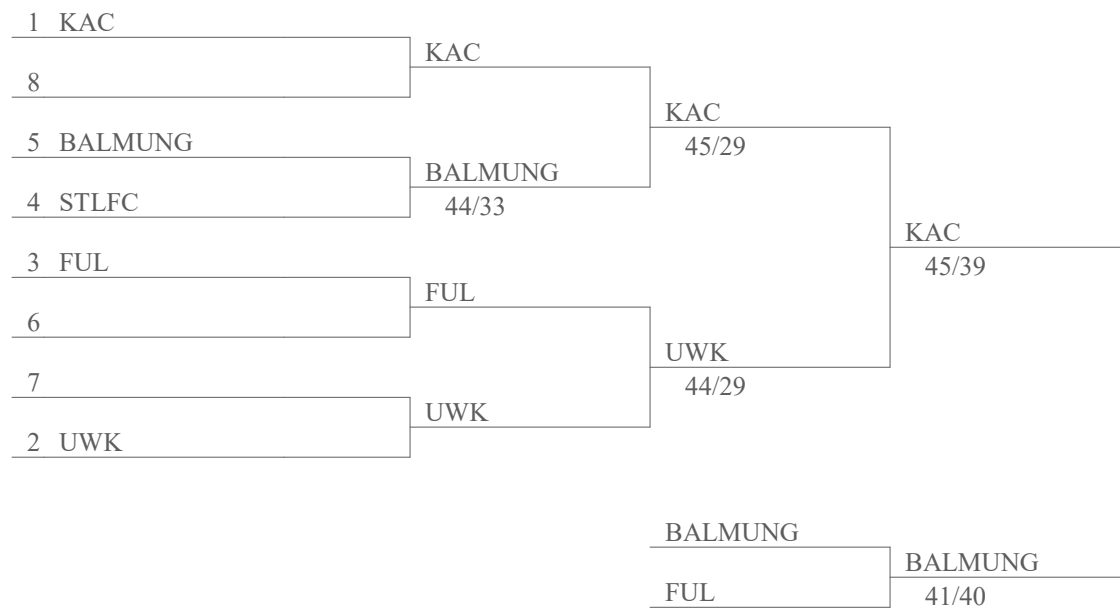 1 KAC
8
5 BALMUNG
4 STLFC
3 FUL
6
7
2 UWK
KAC
BALMUNG
44/33
FUL
UWK
KAC
45/29
UWK
44/29
KAC
45/39
BALMUNG
FUL
BALMUNG
41/40